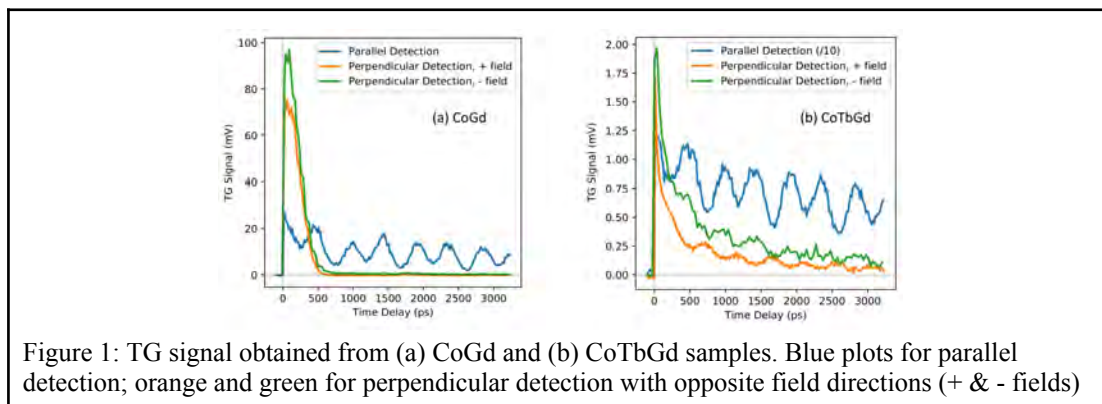 100
80
60
40
20
0
TG Signal (mV)
Parallel Detection
Perpendicular Detection, + field
Perpendicular Detection, - field
(a) CoGd
0 500 1000 1500 2000 2500 3000
Time Delay (ps)
2.00
1.75
1.50
1.25
1.00
0.75
0.50
0.25
0.00
TG Signal (mV)
Parallel Detection (/10)
Perpendicular Detection, + field
Perpendicular Detection, - field
(b) CoTbGd
0 500 1000 1500 2000 2500 3000
Time Delay (ps)
Figure 1: TG signal obtained from (a) CoGd and (b) CoTbGd samples. Blue plots for parallel
detection; orange and green for perpendicular detection with opposite field directions (+ & - fields)